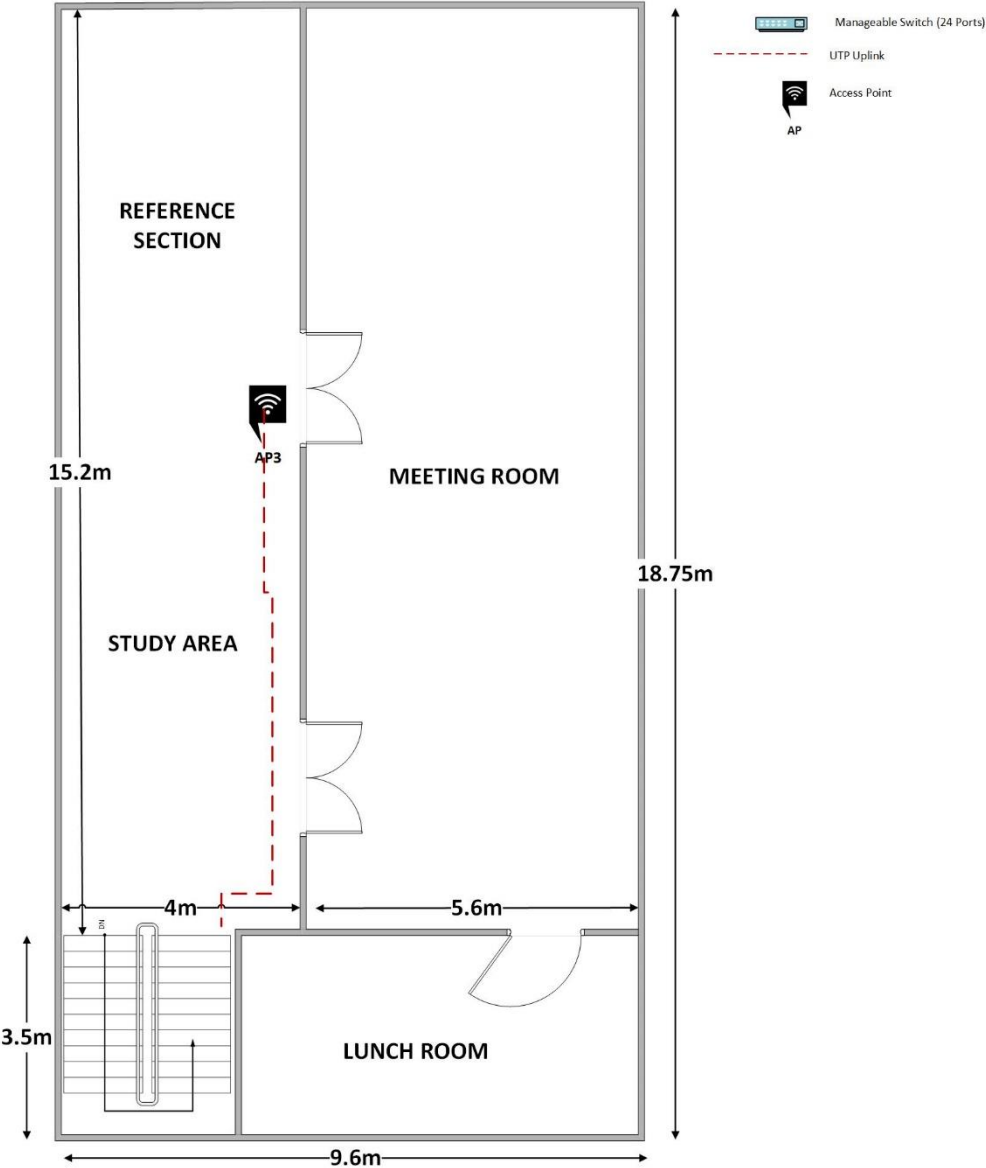 Manageable Switch (24 Ports)
UTP Uplink
Access Point
AP
REFERENCE
SECTION
AP3
15.2m
MEETING ROOM
18.75m
STUDY AREA
4m
5.6m
DN
3.5m
LUNCH ROOM
9.6m